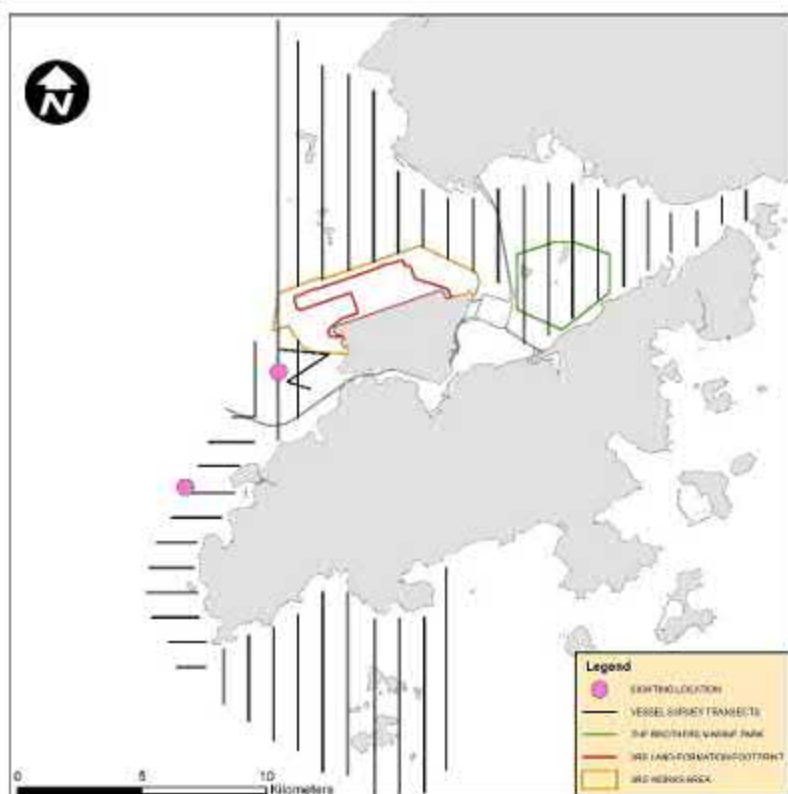 N
Legend
SIGHTING LOCATION
VESSEL SURVEY TRANSECTS
THE BROTHERS MARINE PARK
3RS LAND FORMATION FOOTPRINT
3RS WORKS AREA
0 5 10
Kilometers